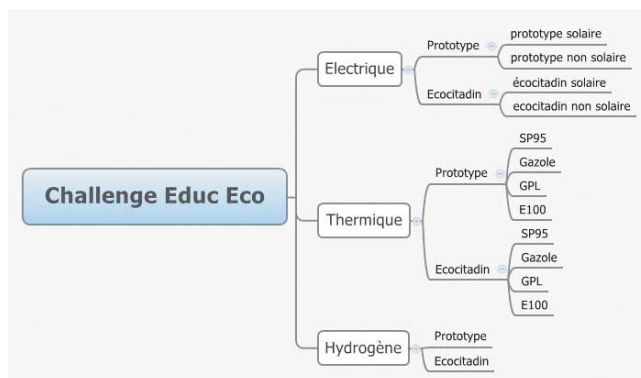 Challenge Educ Eco
Electrique
Prototype
prototype solaire
prototype non solaire
Ecocitadin
écocitadin solaire
ecocitadin non solaire
Thermique
Prototype
SP95
Gazole
GPL
E100
Ecocitadin
SP95
Gazole
GPL
E100
Hydrogène
Prototype
Ecocitadin